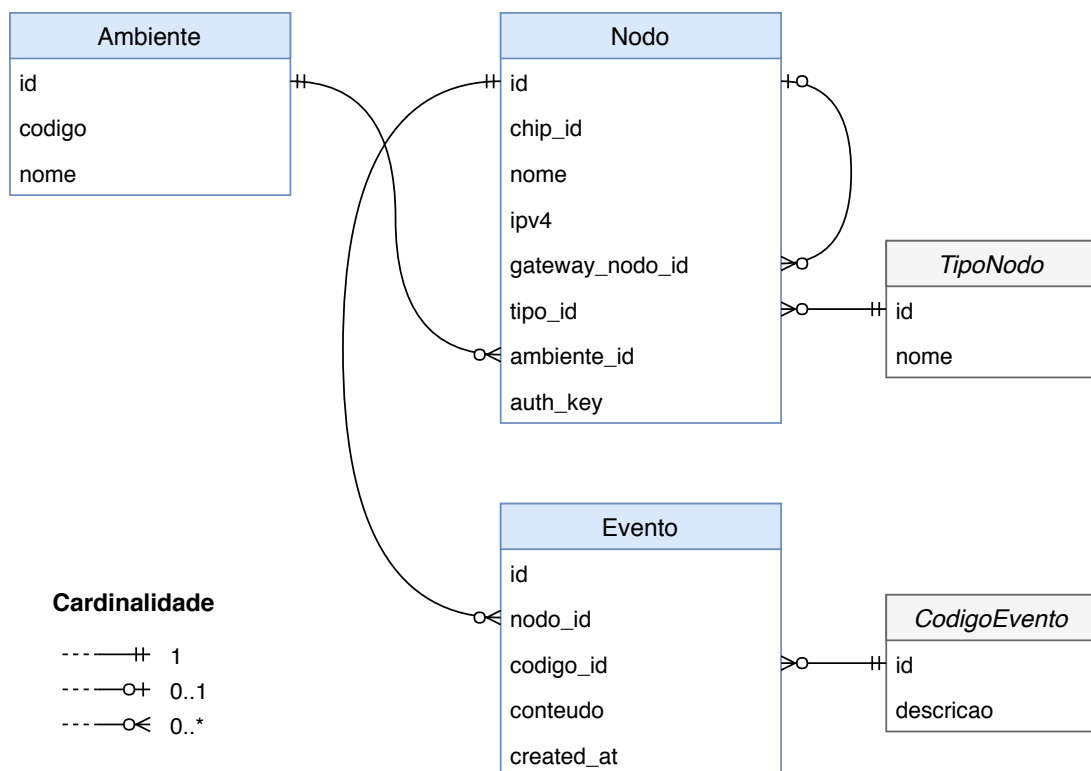 Ambiente
id
codigo
nome
Nodo
id
chip_id
nome
ipv4
gateway_nodo_id
tipo_id
ambiente_id
auth_key
TipoNodo
id
nome
Evento
id
nodo_id
codigo_id
conteudo
created_at
CodigoEvento
id
descricao
Cardinalidade
1
0..1
0..*